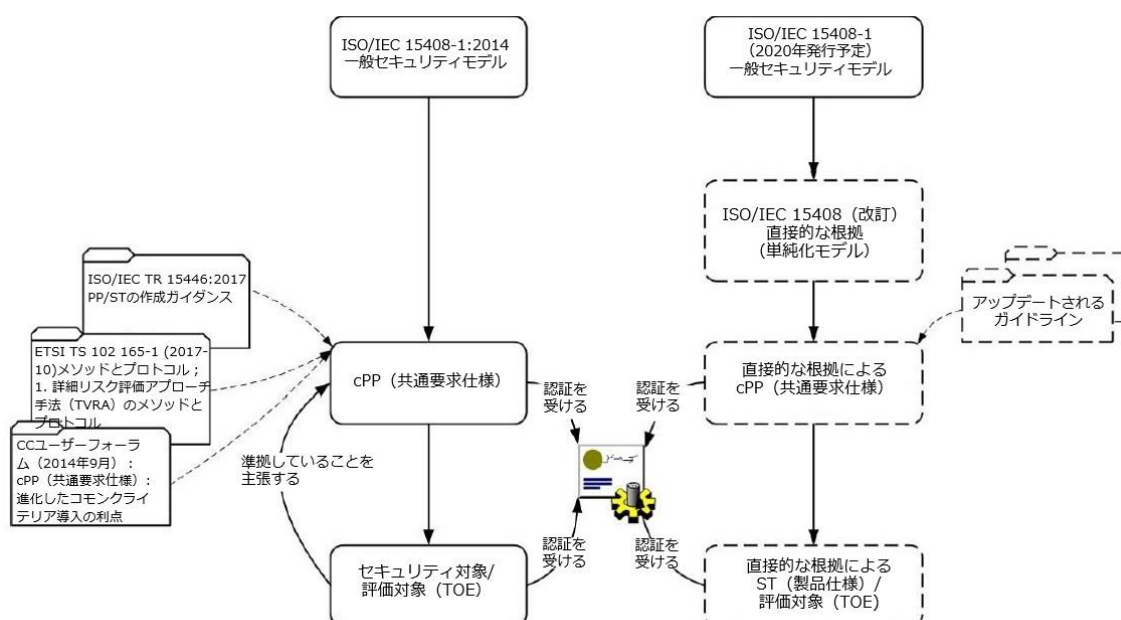 ISO/IEC 15408-1:2014
一般セキュリティモデル
ISO/IEC 15408-1
（2020年発行予定）
一般セキュリティモデル
ISO/IEC 15408（改訂）
直接的な根拠
(単純化モデル）
ISO/IEC TR 15446:2017
PP/STの作成ガイダンス
アップデートされる
ガイドライン
ETSI TS 102 165-1 (2017-
10)メソッドとプロトコル；
1. 詳細リスク評価アプローチ
手法（TVRA）のメソッドと
プロトコル
cPP（共通要求仕様）
認証を
受ける
認証を
受ける
直接的な根拠による
cPP（共通要求仕様）
CCユーザーフォーラ
ム（2014年9月）：
cPP（共通要求仕様）:
進化したコモンクライ
テリア導入の利点
準拠していることを
主張する
セキュリティ対象/
評価対象（TOE）
認証を
受ける
認証を
受ける
直接的な根拠による
ST（製品仕様）/
評価対象（TOE)